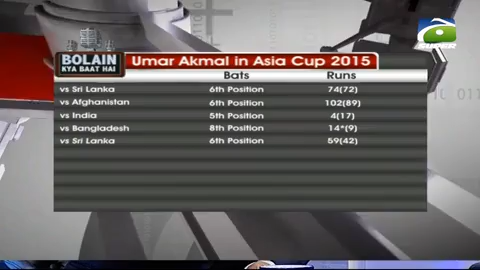 BOLAIN
KYA BAAT HAI
Umar Akmal in Asia Cup 2015
Bats Runs
vs Sri Lanka 6th Position 74(72)
vs Afghanistan 6th Position 102(89)
vs India 5th Position 4(17)
vs Bangladesh 8th Position 14*(9)
vs Sri Lanka 6th Position 59(42)
SUPER